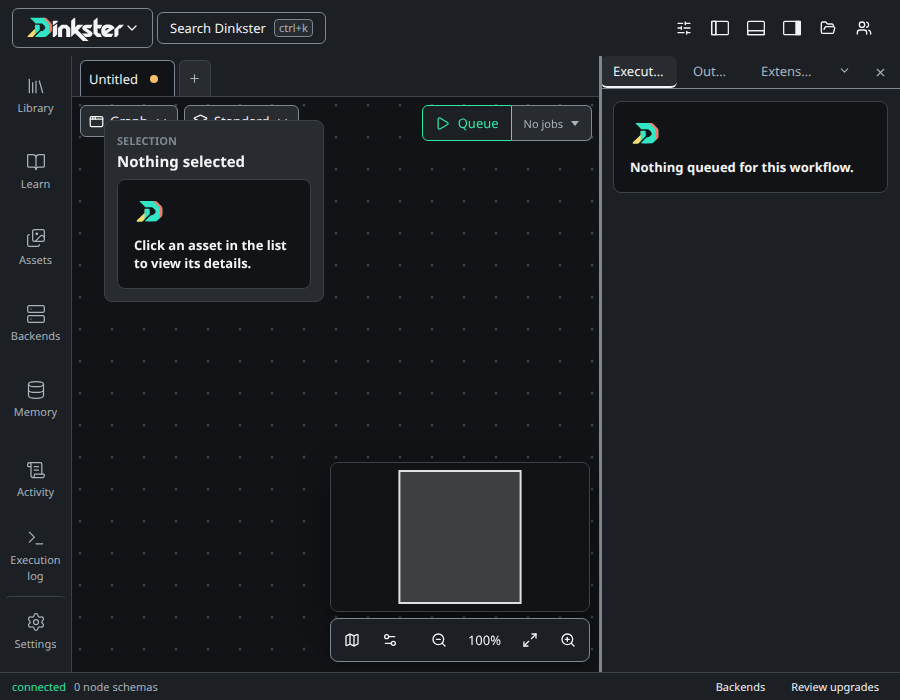 Dinkster
Search Dinkster ctrl+k
Untitled
+
Execut...
Out...
Extens...
Library
Learn
Assets
Backends
Memory
Activity
Execution
log
Settings
Graph
Standard
Queue
No jobs
SELECTION
Nothing selected
Click an asset in the list
to view its details.
Nothing queued for this workflow.
100%
connected 0 node schemas
Backends
Review upgrades